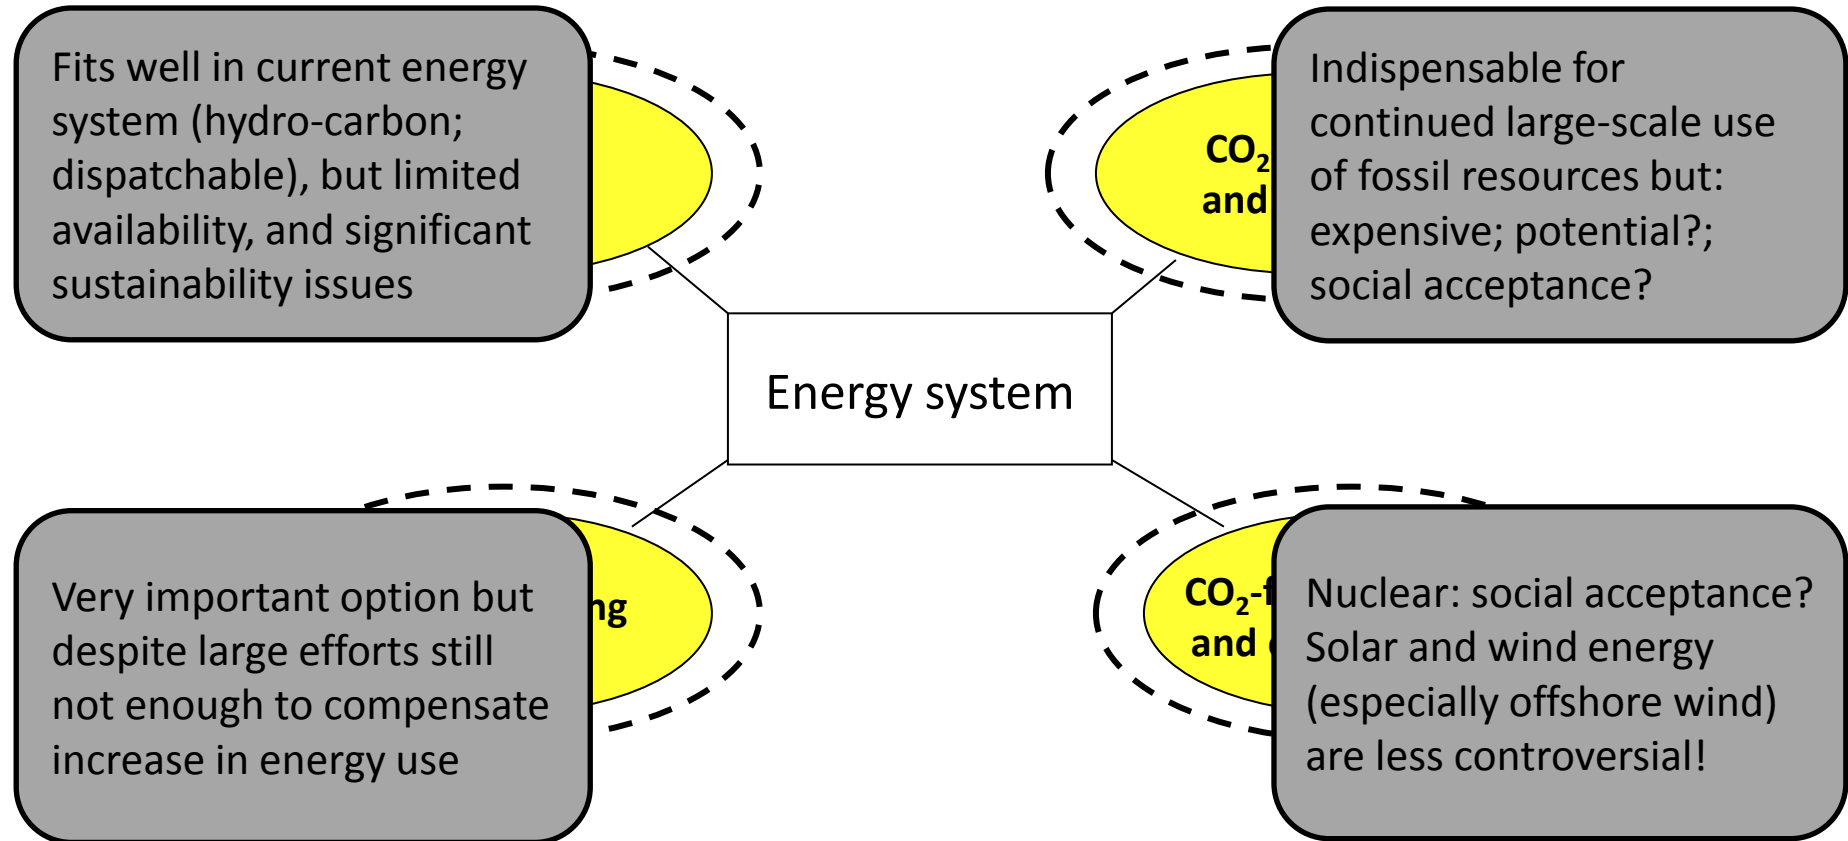 Fits well in current energy
system (hydro-carbon;
dispatchable), but limited
availability, and significant
sustainability issues
CO₂
and
Indispensable for
continued large-scale use
of fossil resources but:
expensive; potential?;
social acceptance?
Energy system
Very important option but
despite large efforts still
not enough to compensate
increase in energy use
ng
CO₂-f
and
Nuclear: social acceptance?
Solar and wind energy
(especially offshore wind)
are less controversial!